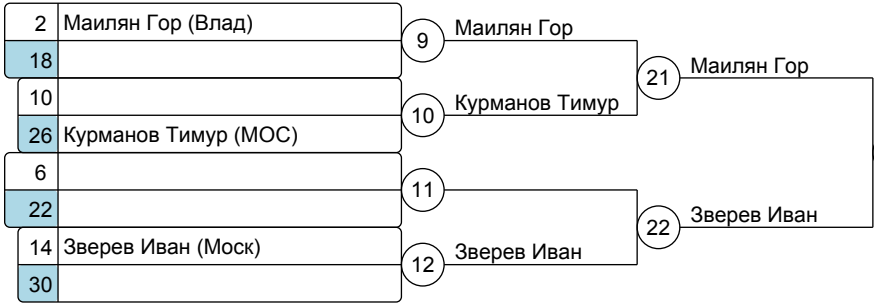 2 Маилян Гор (Влад)
18
10
26 Курманов Тимур (МОС)
6
22
14 Зверев Иван (Моск)
30
9 Маилян Гор
10 Курманов Тимур
11
12 Зверев Иван
21 Маилян Гор
22 Зверев Иван